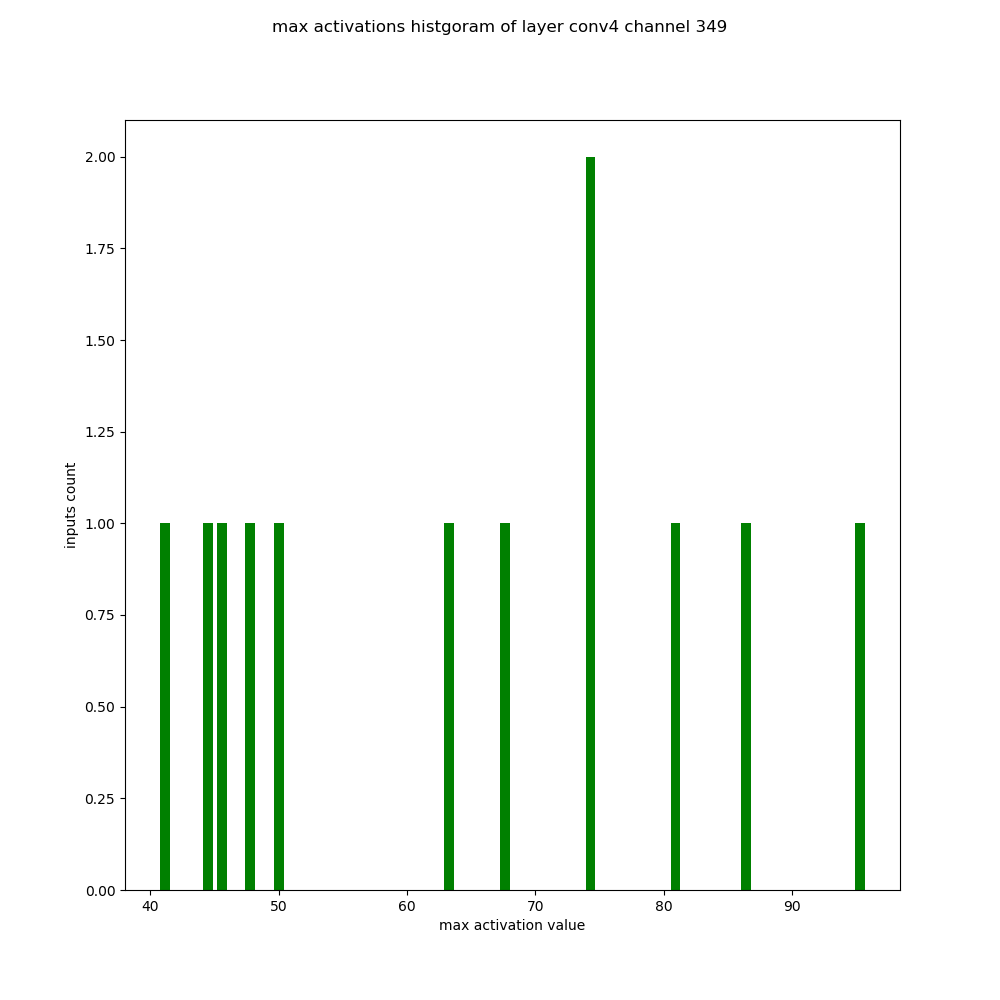 max activations histgoram of layer conv4 channel 349
2.00
1.75
1.50
1.25
1.00
0.75
0.50
0.25
0.00
inputs count
40 50 60 70 80 90
max activation value